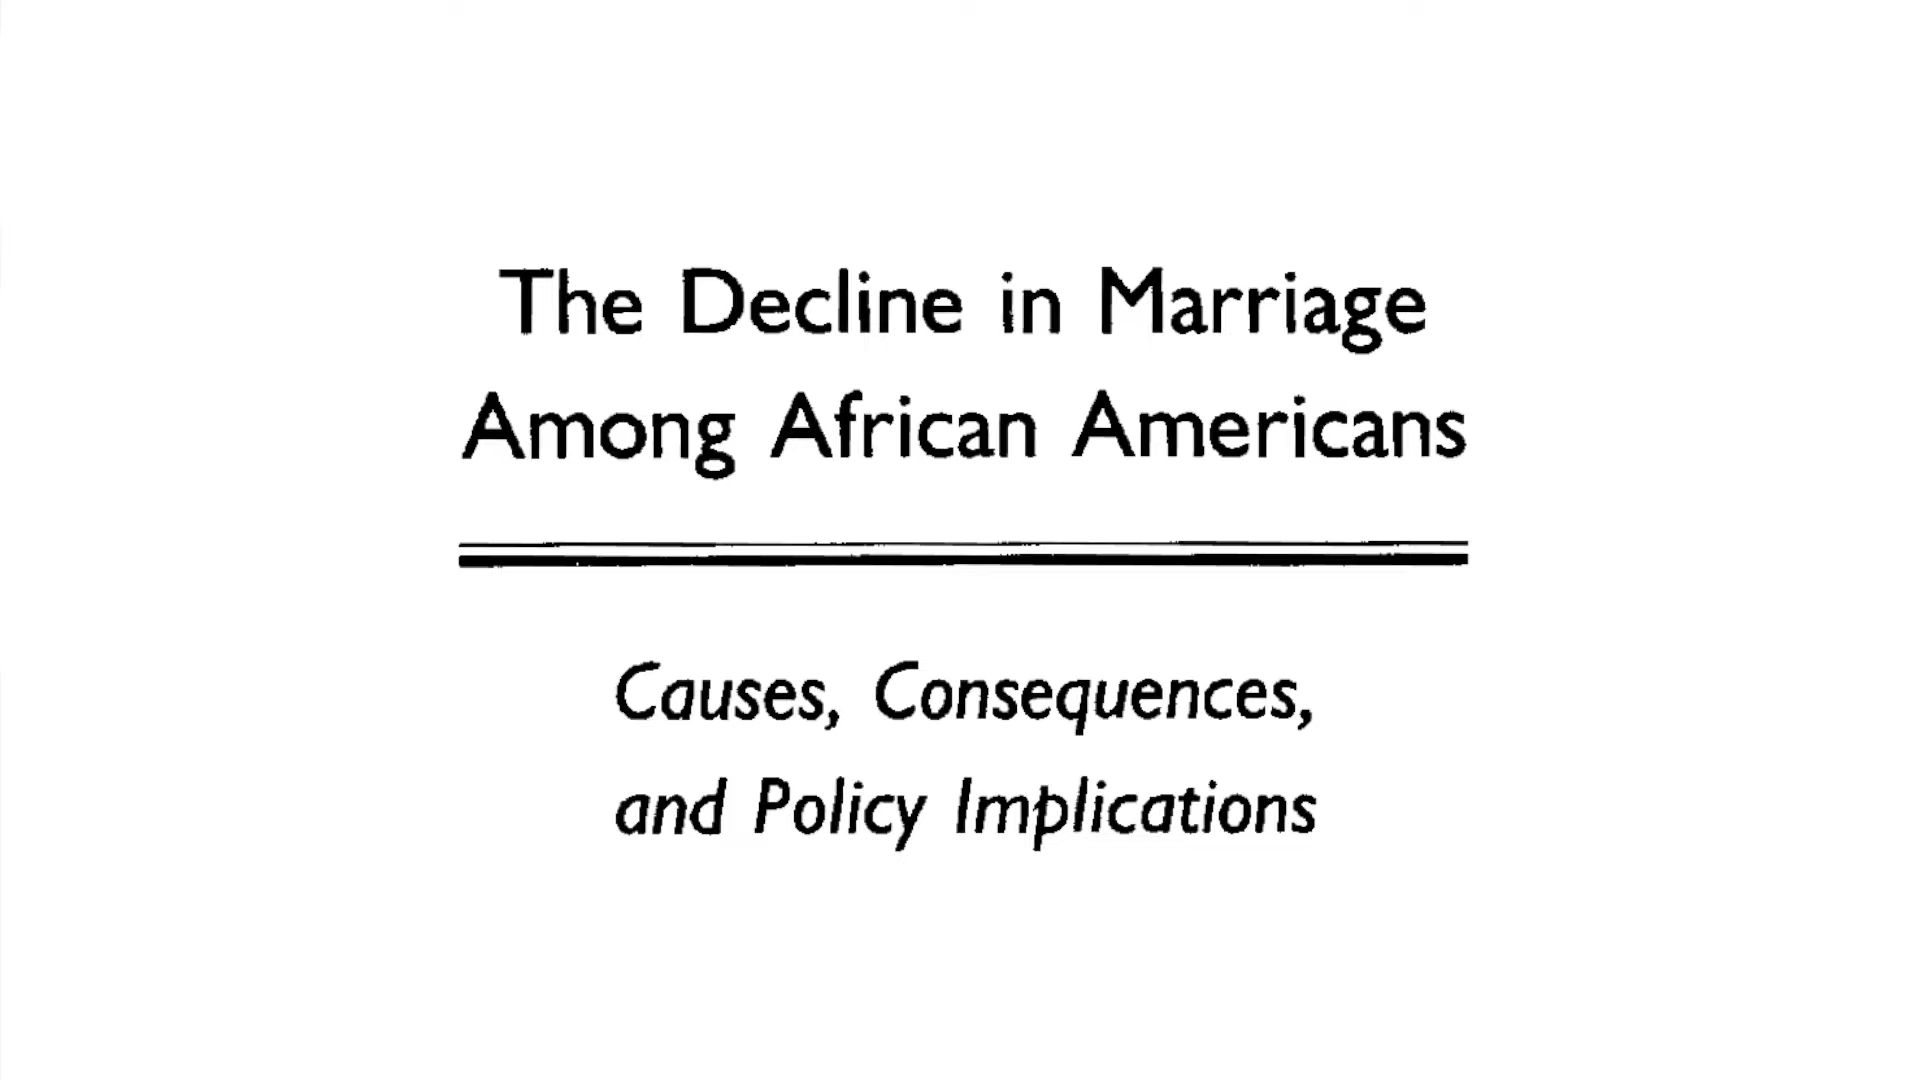 The Decline in Marriage
Among African Americans
Causes, Consequences,
and Policy Implications